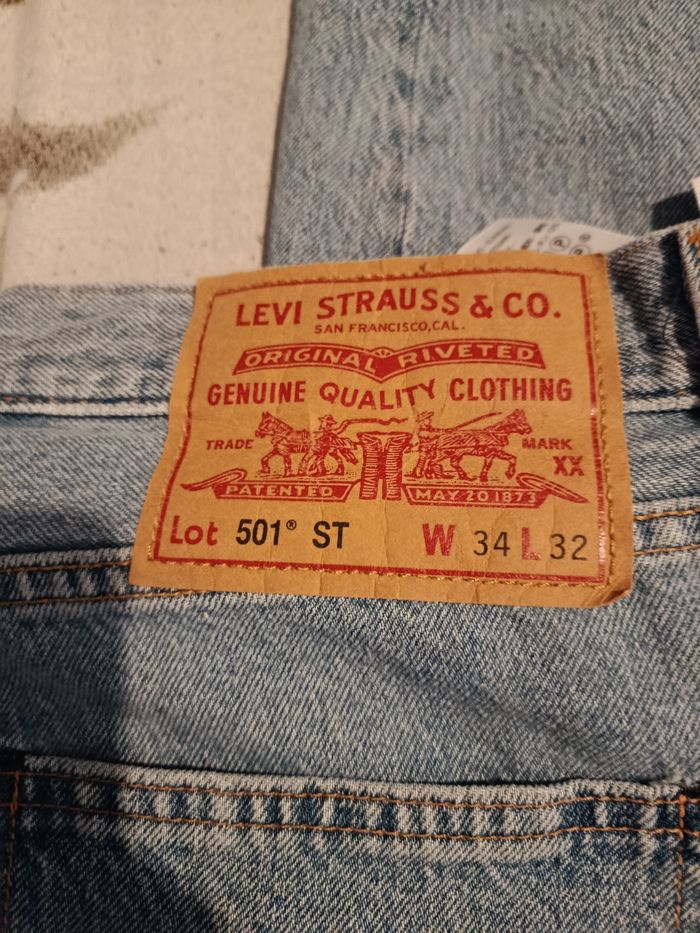 LEVI STRAUSS & CO.
SAN FRANCISCO, CAL.
ORIGINAL RIVETED
GENUINE QUALITY CLOTHING
TRADE MARK
XX
PATENTED MAY 20 1873
Lot 501® ST W 34 L 32